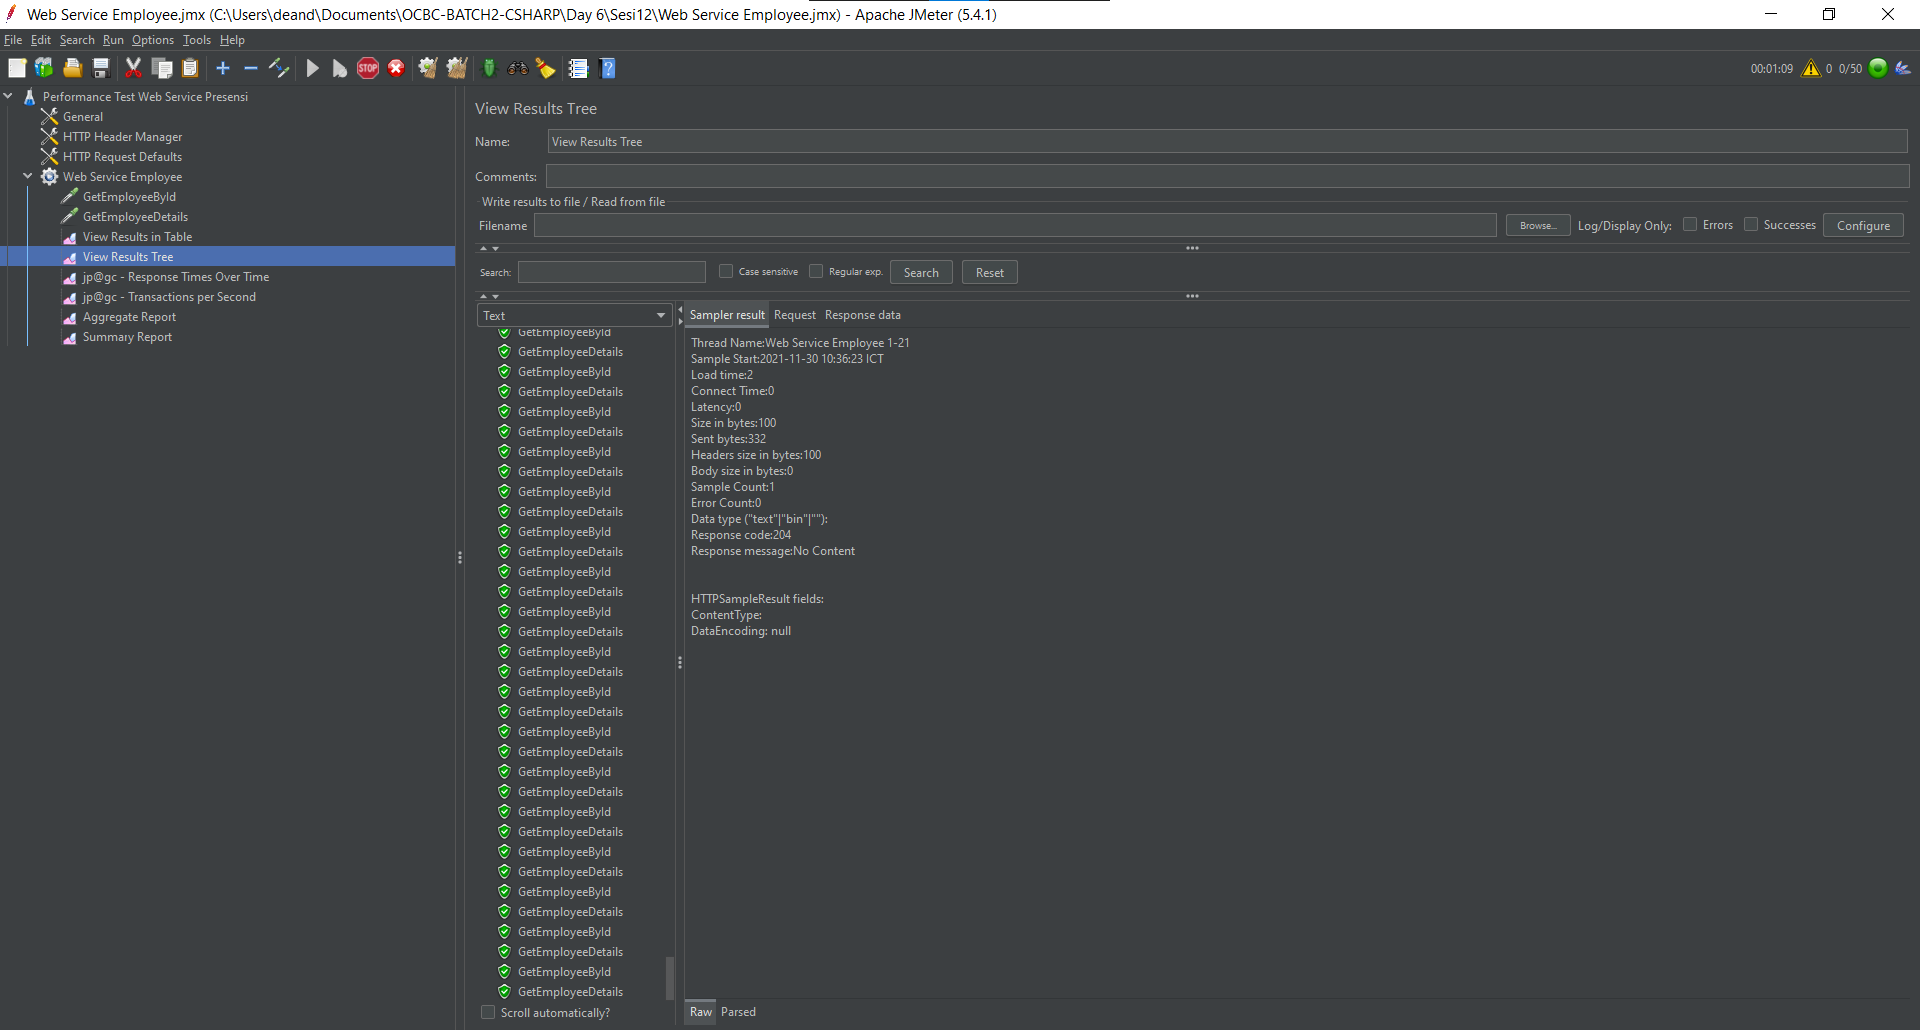 Web Service Employee.jmx (C:\Users\deand\Documents\OCBC-BATCH2-CSHARP\Day 6\Sesi12\Web Service Employee.jmx) - Apache JMeter (5.4.1)
File Edit Search Run Options Tools Help
STOP
00:01:09 0 0/50
Performance Test Web Service Presensi
General
HTTP Header Manager
HTTP Request Defaults
Web Service Employee
GetEmployeeById
GetEmployeeDetails
View Results in Table
View Results Tree
jp@gc - Response Times Over Time
jp@gc - Transactions per Second
Aggregate Report
Summary Report
View Results Tree
Name: View Results Tree
Comments:
Write results to file / Read from file
Filename Browse... Log/Display Only: Errors Successes Configure
Search: Case sensitive Regular exp. Search Reset
Text
GetEmployeeById
GetEmployeeDetails
GetEmployeeById
GetEmployeeDetails
GetEmployeeById
GetEmployeeDetails
GetEmployeeById
GetEmployeeDetails
GetEmployeeById
GetEmployeeDetails
GetEmployeeById
GetEmployeeDetails
GetEmployeeById
GetEmployeeDetails
GetEmployeeById
GetEmployeeDetails
GetEmployeeById
GetEmployeeDetails
GetEmployeeById
GetEmployeeDetails
GetEmployeeById
GetEmployeeDetails
GetEmployeeById
GetEmployeeDetails
GetEmployeeById
GetEmployeeDetails
GetEmployeeById
GetEmployeeDetails
GetEmployeeById
GetEmployeeDetails
GetEmployeeById
GetEmployeeDetails
GetEmployeeById
GetEmployeeDetails
Scroll automatically?
Sampler result Request Response data
Thread Name:Web Service Employee 1-21
Sample Start:2021-11-30 10:36:23 ICT
Load time:2
Connect Time:0
Latency:0
Size in bytes:100
Sent bytes:332
Headers size in bytes:100
Body size in bytes:0
Sample Count:1
Error Count:0
Data type ("text"|"bin"|""):
Response code:204
Response message:No Content
HTTPSampleResult fields:
ContentType:
DataEncoding: null
Raw Parsed